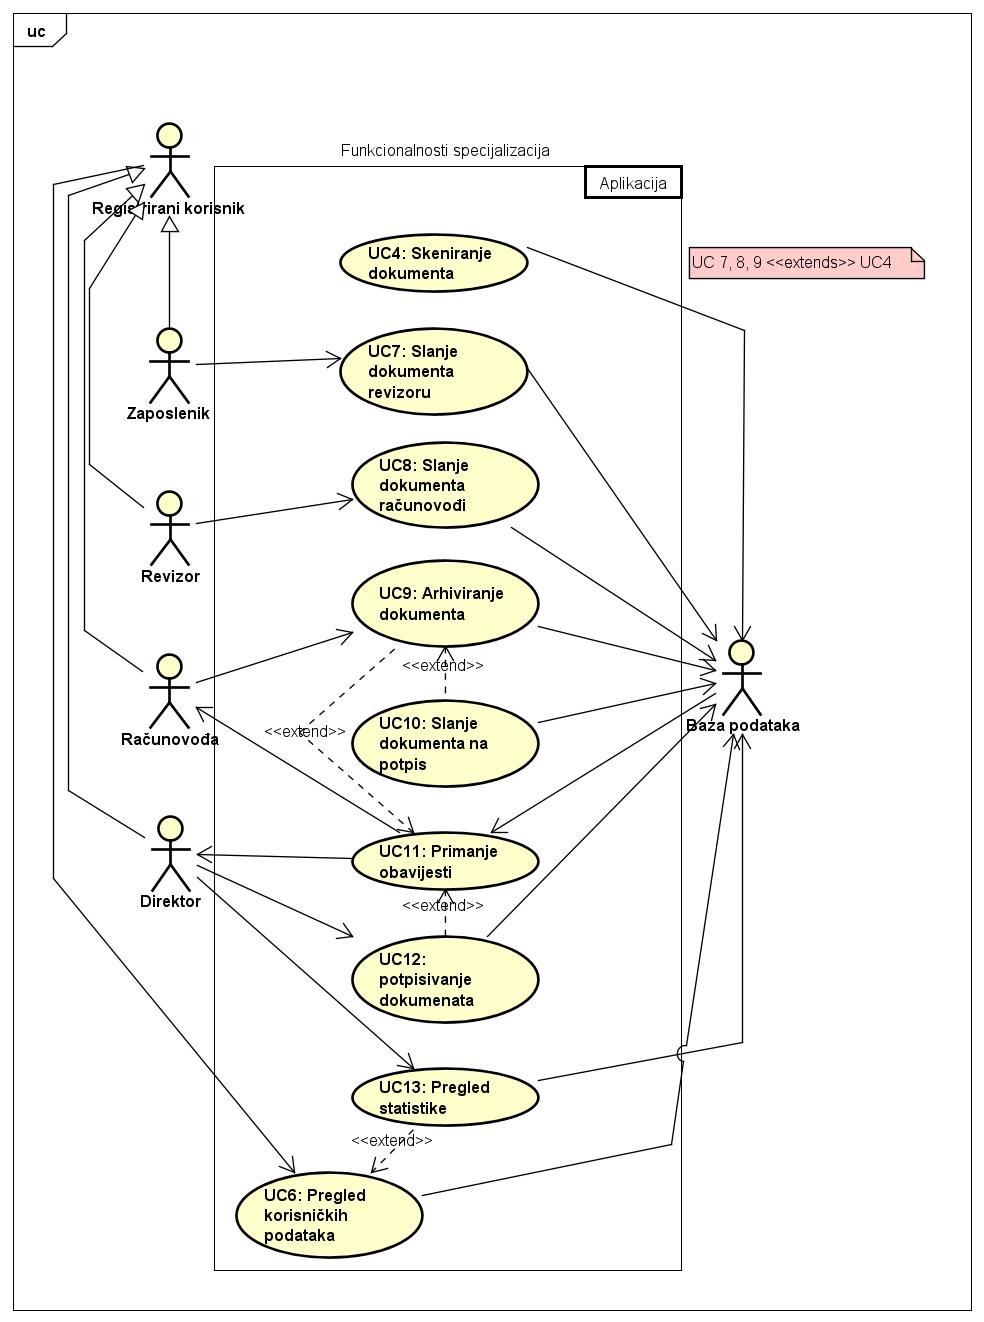 uc
Funkcionalnosti specijalizacija
Aplikacija
Registrirani korisnik
UC4: Skeniranje
dokumenta
UC 7, 8, 9 <<extends>> UC4
UC7: Slanje
dokumenta
revizoru
Zaposlenik
UC8: Slanje
dokumenta
računovođi
Revizor
UC9: Arhiviranje
dokumenta
<<extend>>
Računovođa
<<extend>>
UC10: Slanje
dokumenta na
potpis
Baza podataka
UC11: Primanje
obavijesti
Direktor
<<extend>>
UC12:
potpisivanje
dokumenata
UC13: Pregled
statistike
<<extend>>
UC6: Pregled
korisničkih
podataka